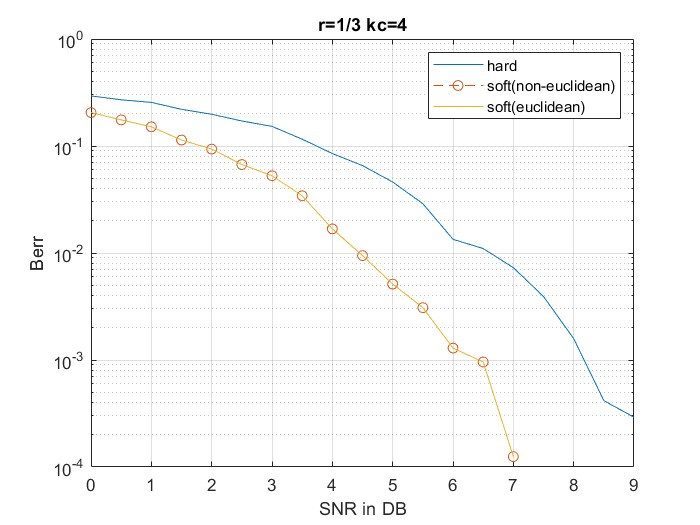 r=1/3 kc=4
10^0
hard
soft(non-euclidean)
soft(euclidean)
10^-1
Berr
10^-2
10^-3
10^-4
0 1 2 3 4 5 6 7 8 9
SNR in DB